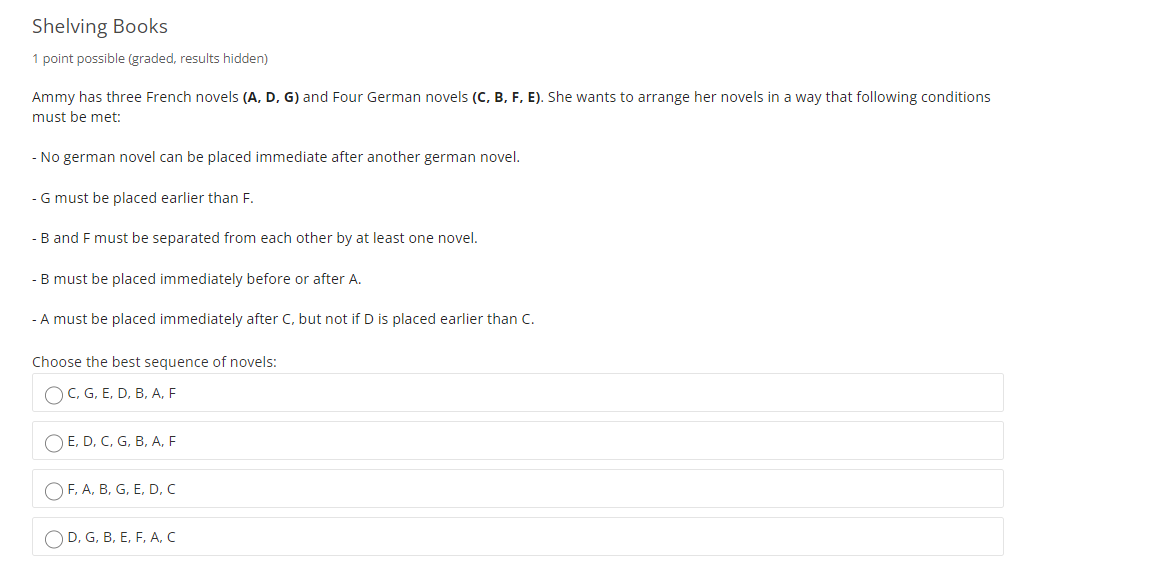 Shelving Books
1 point possible (graded, results hidden)
Ammy has three French novels (A, D, G) and Four German novels (C, B, F, E). She wants to arrange her novels in a way that following conditions
must be met:
- No german novel can be placed immediate after another german novel.
- G must be placed earlier than F.
- B and F must be separated from each other by at least one novel.
- B must be placed immediately before or after A.
- A must be placed immediately after C, but not if D is placed earlier than C.
Choose the best sequence of novels:
C, G, E, D, B, A, F
E, D, C, G, B, A, F
F, A, B, G, E, D, C
D, G, B, E, F, A, C